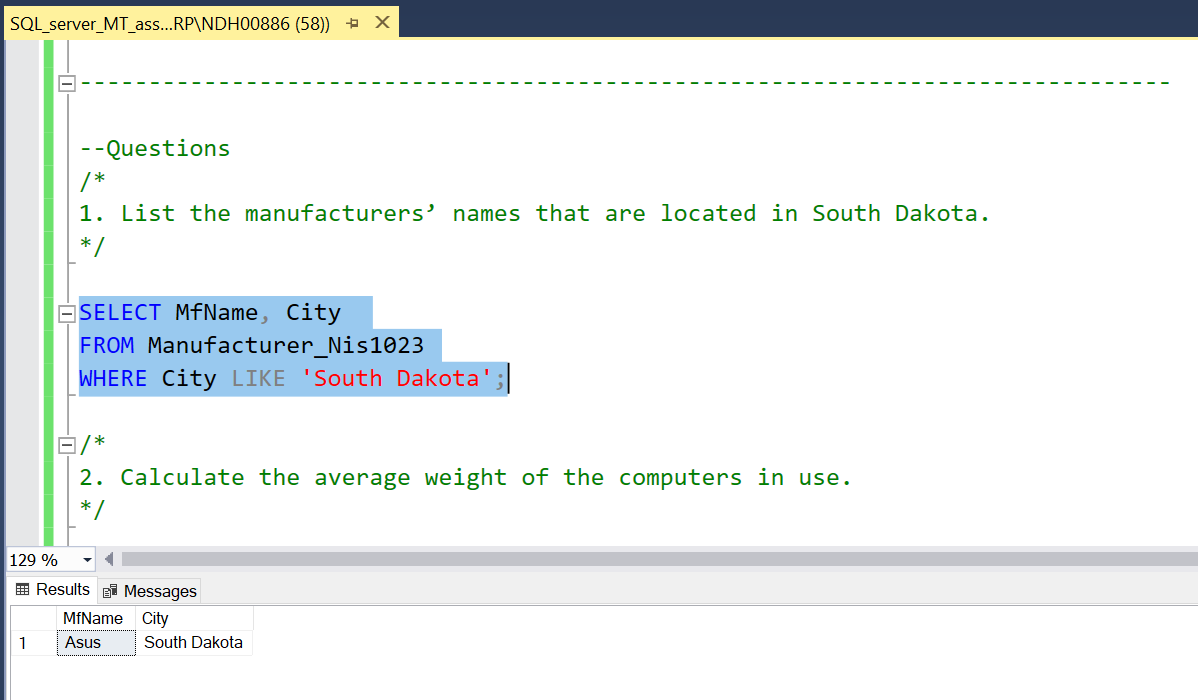 SQL_server_MT_ass...RP\NDH00886 (58))
--------------------------------------------------------------------------------
--Questions
/*
1. List the manufacturers’ names that are located in South Dakota.
*/
SELECT MfName, City
FROM Manufacturer_Nis1023
WHERE City LIKE 'South Dakota';
/*
2. Calculate the average weight of the computers in use.
*/
129 %
Results Messages
MfName City
1 Asus South Dakota